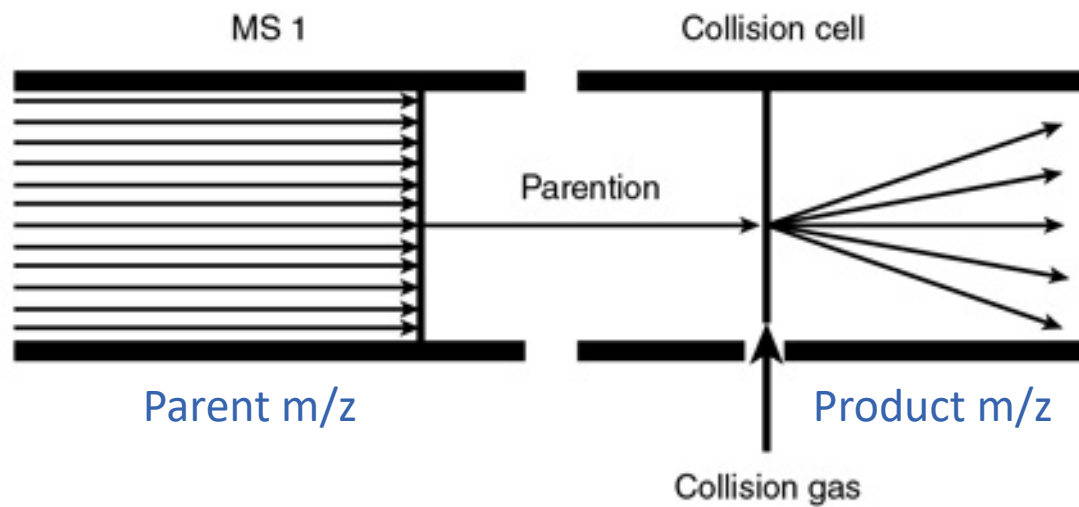 MS 1
Collision cell
Parention
Parent m/z
Product m/z
Collision gas